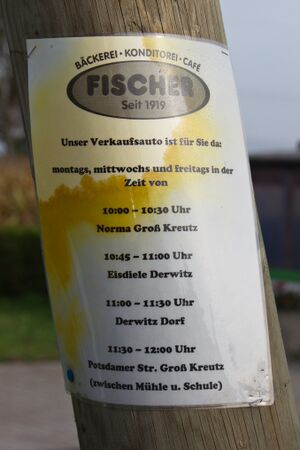 BÄCKEREI · KONDITOREI · CAFÉ
FISCHER
Seit 1919
Unser Verkaufsauto ist für Sie da:
montags, mittwochs und freitags in der
Zeit von
10:00 – 10:30 Uhr
Norma Groß Kreutz
10:45 – 11:00 Uhr
Eisdiele Derwitz
11:00 – 11:30 Uhr
Derwitz Dorf
11:30 – 12:00 Uhr
Potsdamer Str. Groß Kreutz
(zwischen Mühle u. Schule)